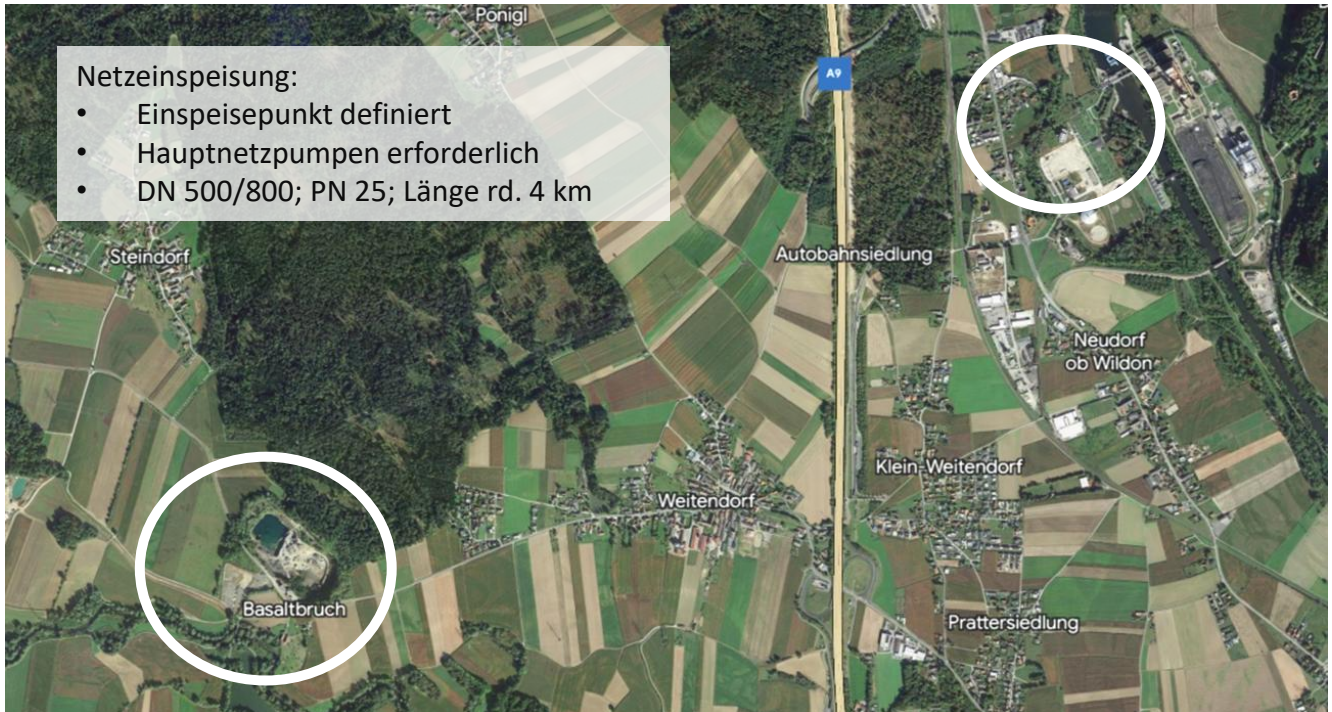 Ponigl
Netzeinspeisung:
• Einspeisepunkt definiert
• Hauptnetzpumpen erforderlich
• DN 500/800; PN 25; Länge rd. 4 km
A9
Steindorf
Autobahnsiedlung
Neudorf
ob Wildon
Klein-Weitendorf
Weitendorf
Basaltbruch
Prattersiedlung